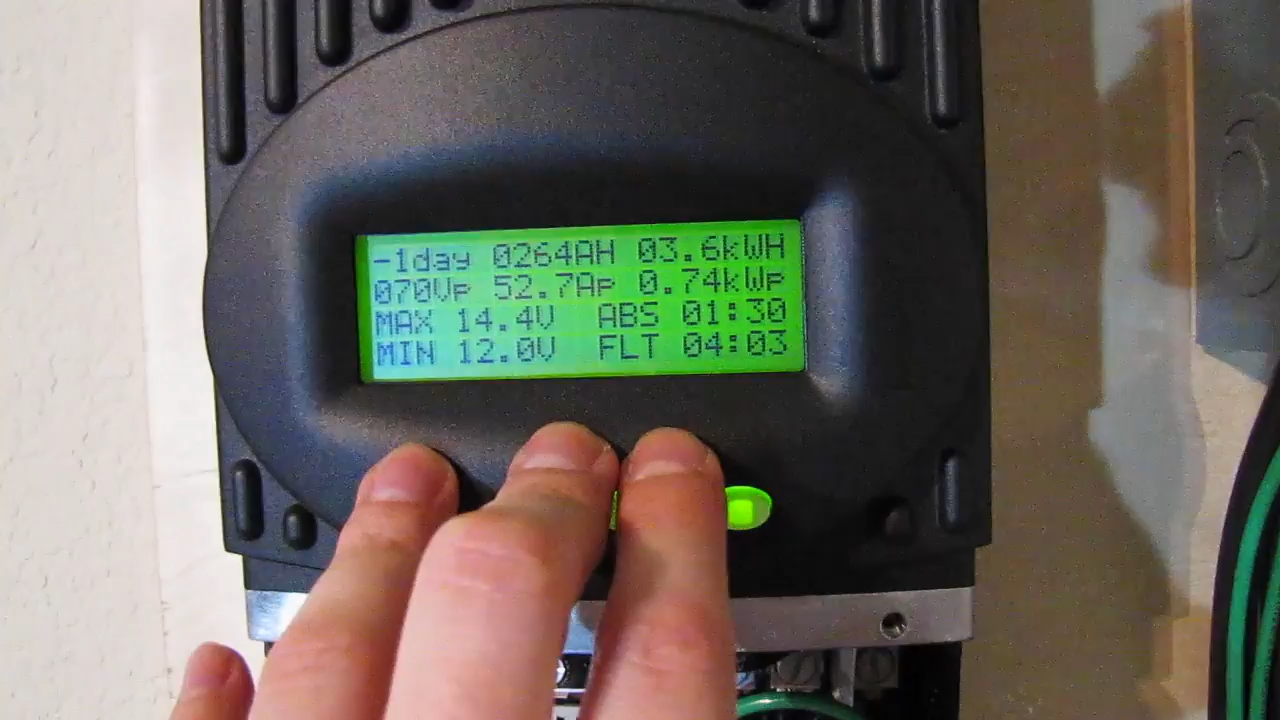 -1day 0264AH 03.6kWH
070Vp 52.7Ap 0.74kWp
MAX 14.4V ABS 01:30
MIN 12.0V FLT 04:03